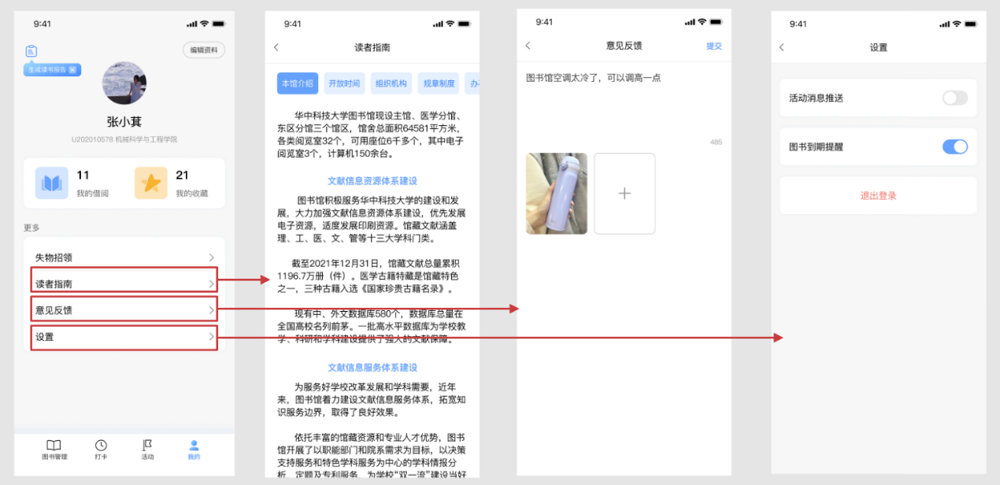 9:41
编辑资料
生成读书报告
张小萁
U202010578 机械科学与工程学院
11
我的借阅
21
我的收藏
更多
失物招领
读者指南
意见反馈
设置
图书管理
打卡
活动
我的
9:41
读者指南
本馆介绍
开放时间
组织机构
规章制度
华中科技大学图书馆现设主馆、医学分馆、
东区分馆三个馆区，馆舍总面积64581平方米，
各类阅览室32个，可用座位6千多个，其中电子
阅览室3个，计算机150余台。
文献信息资源体系建设
图书馆积极服务华中科技大学的建设和发
展，大力加强文献信息资源体系建设，优先发展
电子资源，适度发展印刷资源。馆藏文献涵盖
理、工、医、文、管等十三大学科门类。
截至2021年12月31日，馆藏文献总量累积
1196.7万册（件）。医学古籍特藏是馆藏特色
之一，三种古籍入选《国家珍贵古籍名录》。
现有中、外文数据库580个，数据库总量在
全国高校名列前茅。一批高水平数据库为学校教
学、科研和学科建设提供了强大的文献保障。
文献信息服务体系建设
为服务好学校改革发展和学科需要，近年
来，图书馆着力建设文献信息服务体系，拓宽知
识服务边界，取得了良好效果。
依托丰富的馆藏资源和专业人才优势，图书
馆开展了以职能部门和院系需求为目标，以决策
支持服务和特色学科服务为中心的学科情报分
析、定题及专利服务，为学校“双一流”建设当好
9:41
意见反馈
提交
图书馆空调太冷了，可以调高一点
485
9:41
设置
活动消息推送
图书到期提醒
退出登录